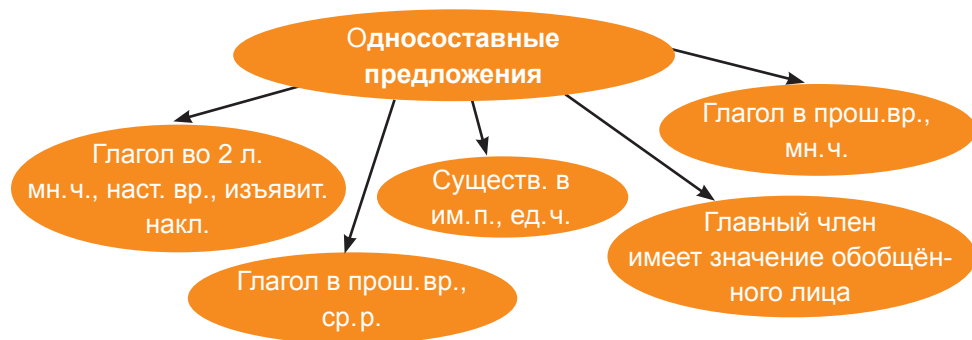 Односоставные
предложения
Глагол в прош.вр.,
мн.ч.
Глагол во 2 л.
мн.ч., наст. вр., изъявит.
накл.
Существ. в
им.п., ед.ч.
Главный член
имеет значение обобщён-
ного лица
Глагол в прош.вр.,
ср.р.